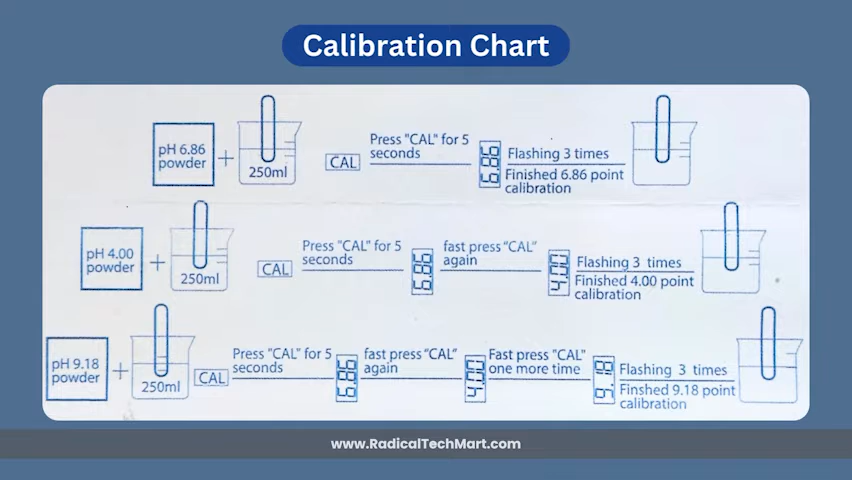 Calibration Chart
pH 6.86
powder
+
250ml
CAL
Press "CAL" for 5
seconds
6.86
Flashing 3 times
Finished 6.86 point
calibration
pH 4.00
powder
+
250ml
CAL
Press "CAL" for 5
seconds
6.86
fast press "CAL"
again
4.00
Flashing 3 times
Finished 4.00 point
calibration
pH 9.18
powder
+
250ml
CAL
Press "CAL" for 5
seconds
6.86
fast press "CAL"
again
4.00
Fast press "CAL"
one more time
9.18
Flashing 3 times
Finshed 9.18 point
calibration
www.RadicalTechMart.com